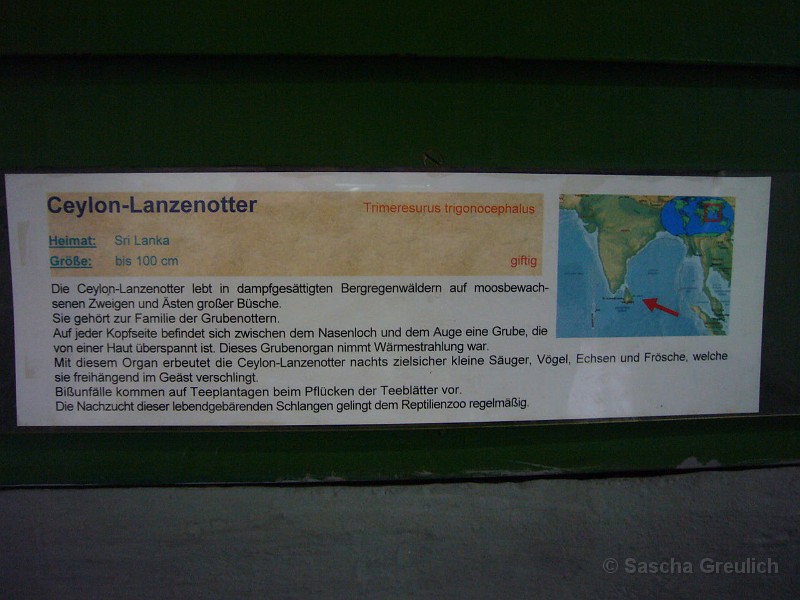 Ceylon-Lanzenotter
Trimeresurus trigonocephalus
Heimat: Sri Lanka
Größe: bis 100 cm
giftig
Die Ceylon-Lanzenotter lebt in dampfgesättigten Bergregenwäldern auf moosbewach-
senen Zweigen und Ästen großer Büsche.
Sie gehört zur Familie der Grubenottern.
Auf jeder Kopfseite befindet sich zwischen dem Nasenloch und dem Auge eine Grube, die
von einer Haut überspannt ist. Dieses Grubenorgan nimmt Wärmestrahlung war.
Mit diesem Organ erbeutet die Ceylon-Lanzenotter nachts zielsicher kleine Säuger, Vögel, Echsen und Frösche, welche
sie freihängend im Geäst verschlingt.
Bißunfälle kommen auf Teeplantagen beim Pflücken der Teeblätter vor.
Die Nachzucht dieser lebendgebärenden Schlangen gelingt dem Reptilienzoo regelmäßig.
© Sascha Greulich